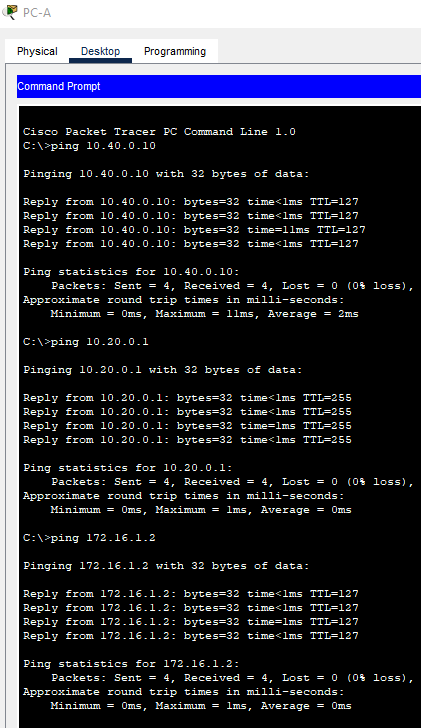 PC-A
Physical Desktop Programming
Command Prompt
Cisco Packet Tracer PC Command Line 1.0
C:\>ping 10.40.0.10
Pinging 10.40.0.10 with 32 bytes of data:
Reply from 10.40.0.10: bytes=32 time<1ms TTL=127
Reply from 10.40.0.10: bytes=32 time<1ms TTL=127
Reply from 10.40.0.10: bytes=32 time=11ms TTL=127
Reply from 10.40.0.10: bytes=32 time<1ms TTL=127
Ping statistics for 10.40.0.10:
Packets: Sent = 4, Received = 4, Lost = 0 (0% loss),
Approximate round trip times in milli-seconds:
Minimum = 0ms, Maximum = 11ms, Average = 2ms
C:\>ping 10.20.0.1
Pinging 10.20.0.1 with 32 bytes of data:
Reply from 10.20.0.1: bytes=32 time<1ms TTL=255
Reply from 10.20.0.1: bytes=32 time<1ms TTL=255
Reply from 10.20.0.1: bytes=32 time=1ms TTL=255
Reply from 10.20.0.1: bytes=32 time<1ms TTL=255
Ping statistics for 10.20.0.1:
Packets: Sent = 4, Received = 4, Lost = 0 (0% loss),
Approximate round trip times in milli-seconds:
Minimum = 0ms, Maximum = 1ms, Average = 0ms
C:\>ping 172.16.1.2
Pinging 172.16.1.2 with 32 bytes of data:
Reply from 172.16.1.2: bytes=32 time<1ms TTL=127
Reply from 172.16.1.2: bytes=32 time<1ms TTL=127
Reply from 172.16.1.2: bytes=32 time=1ms TTL=127
Reply from 172.16.1.2: bytes=32 time<1ms TTL=127
Ping statistics for 172.16.1.2:
Packets: Sent = 4, Received = 4, Lost = 0 (0% loss),
Approximate round trip times in milli-seconds:
Minimum = 0ms, Maximum = 1ms, Average = 0ms